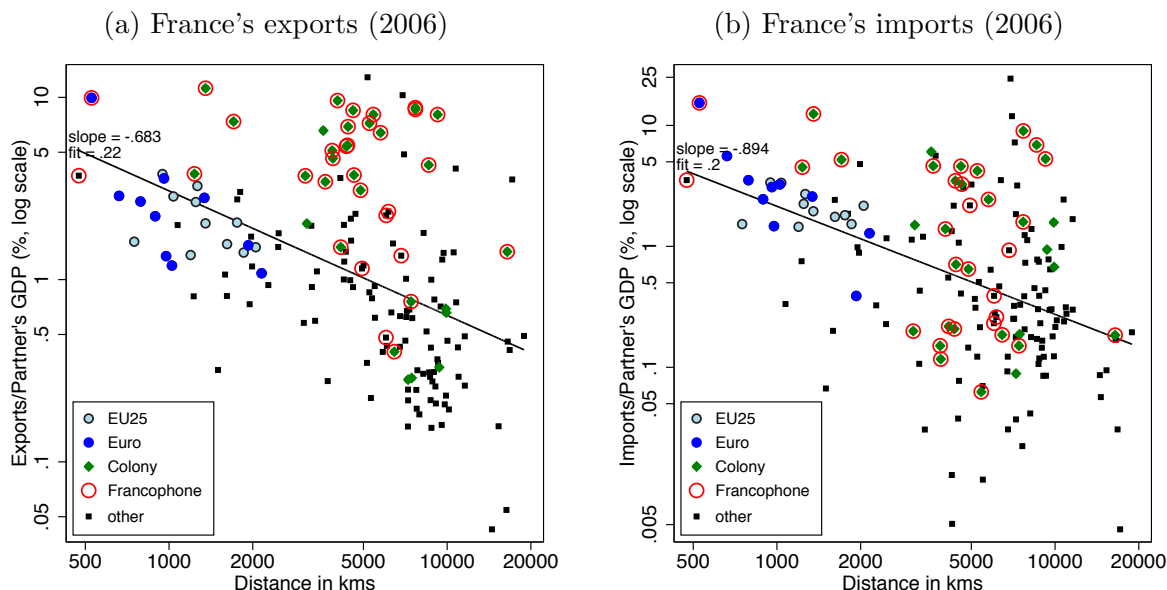 (a) France's exports (2006)
Exports/Partner's GDP (%, log scale)
10
5
1
.5
.1
.05
slope = -.683
fit = .22
EU25
Euro
Colony
Francophone
other
500
1000
2000
5000
10000
20000
Distance in kms
(b) France's imports (2006)
Imports/Partner's GDP (%, log scale)
25
10
5
1
.5
.1
.05
.005
slope = -.894
fit = .2
EU25
Euro
Colony
Francophone
other
500
1000
2000
5000
10000
20000
Distance in kms